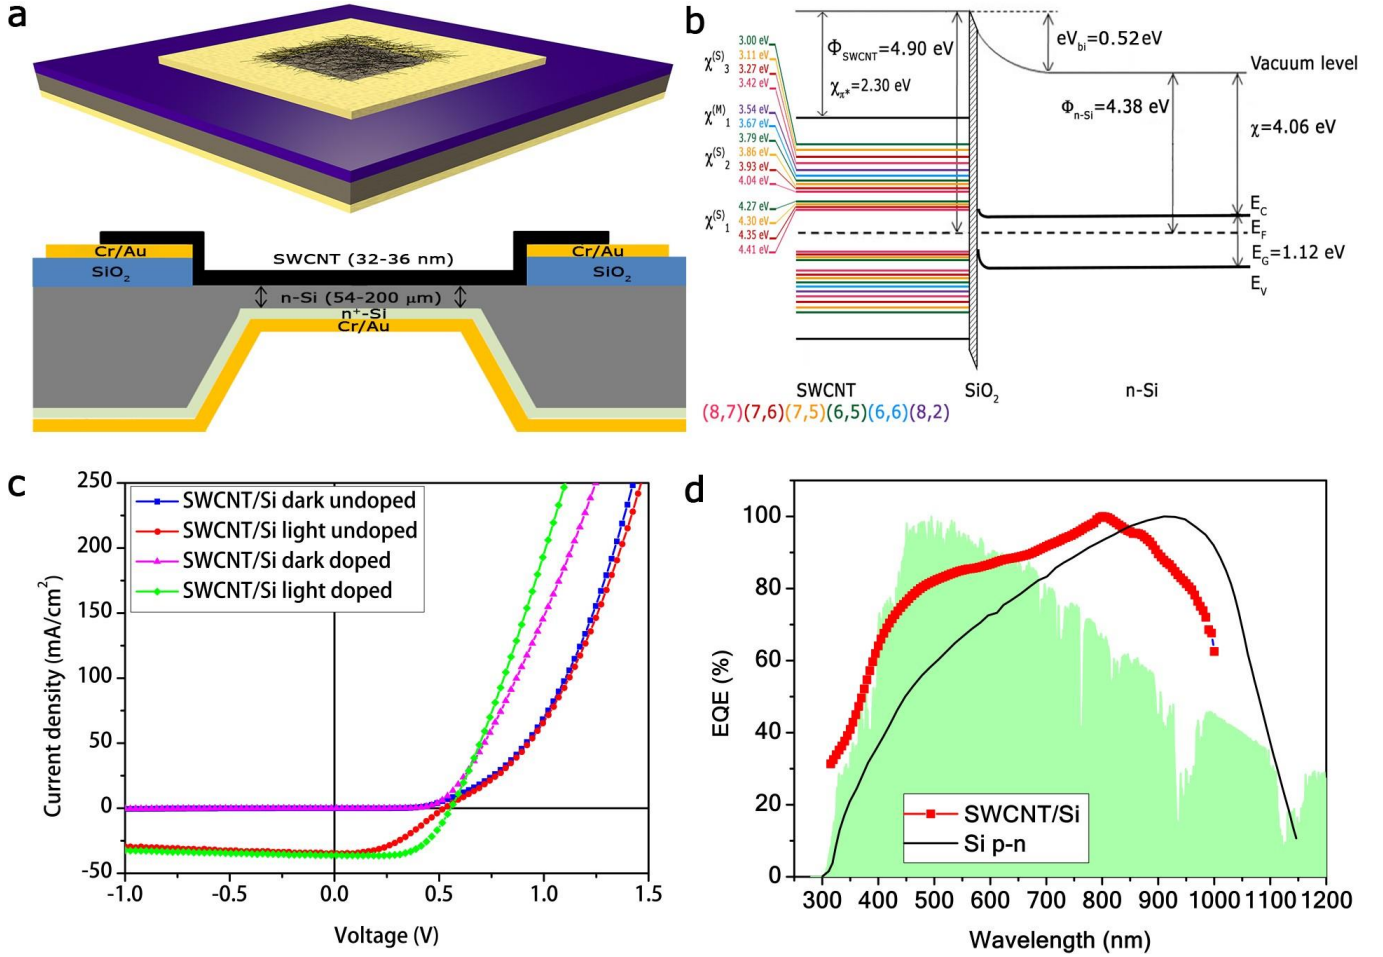 a
Cr/Au
Cr/Au
SWCNT (32-36 nm)
SiO2
SiO2
n-Si (54-200 μm)
n+-Si
Cr/Au
b
3.00 eV
3.11 eV
χ(S)3
3.27 eV
3.42 eV
3.54 eV
χ(M)1
3.67 eV
3.79 eV
3.86 eV
χ(S)2
3.93 eV
4.04 eV
4.27 eV
χ(S)1
4.30 eV
4.35 eV
4.41 eV
ΦSWCNT=4.90 eV
χπ*=2.30 eV
eVbi=0.52 eV
Vacuum level
Φn-Si=4.38 eV
χ=4.06 eV
EC
EF
EG=1.12 eV
EV
SWCNT
SiO2
n-Si
(8,7)(7,6)(7,5)(6,5)(6,6)(8,2)
c
SWCNT/Si dark undoped
SWCNT/Si light undoped
SWCNT/Si dark doped
SWCNT/Si light doped
Current density (mA/cm2)
250
200
150
100
50
0
-50
-1.0 -0.5 0.0 0.5 1.0 1.5
Voltage (V)
d
EQE (%)
100
80
60
40
20
0
SWCNT/Si
Si p-n
300 400 500 600 700 800 900 1000 1100 1200
Wavelength (nm)